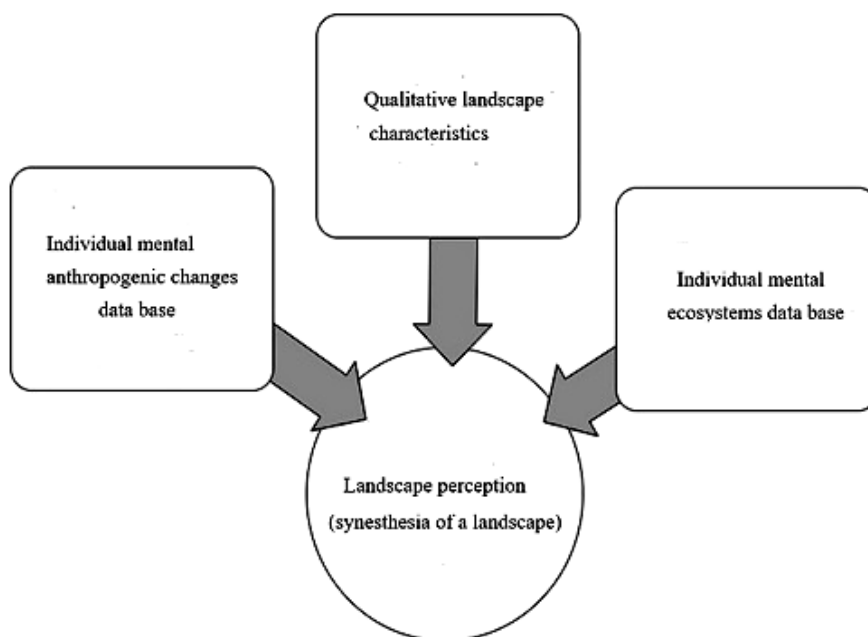 Qualitative landscape
characteristics
Individual mental
anthropogenic changes
data base
Individual mental
ecosystems data base
Landscape perception
(synesthesia of a landscape)